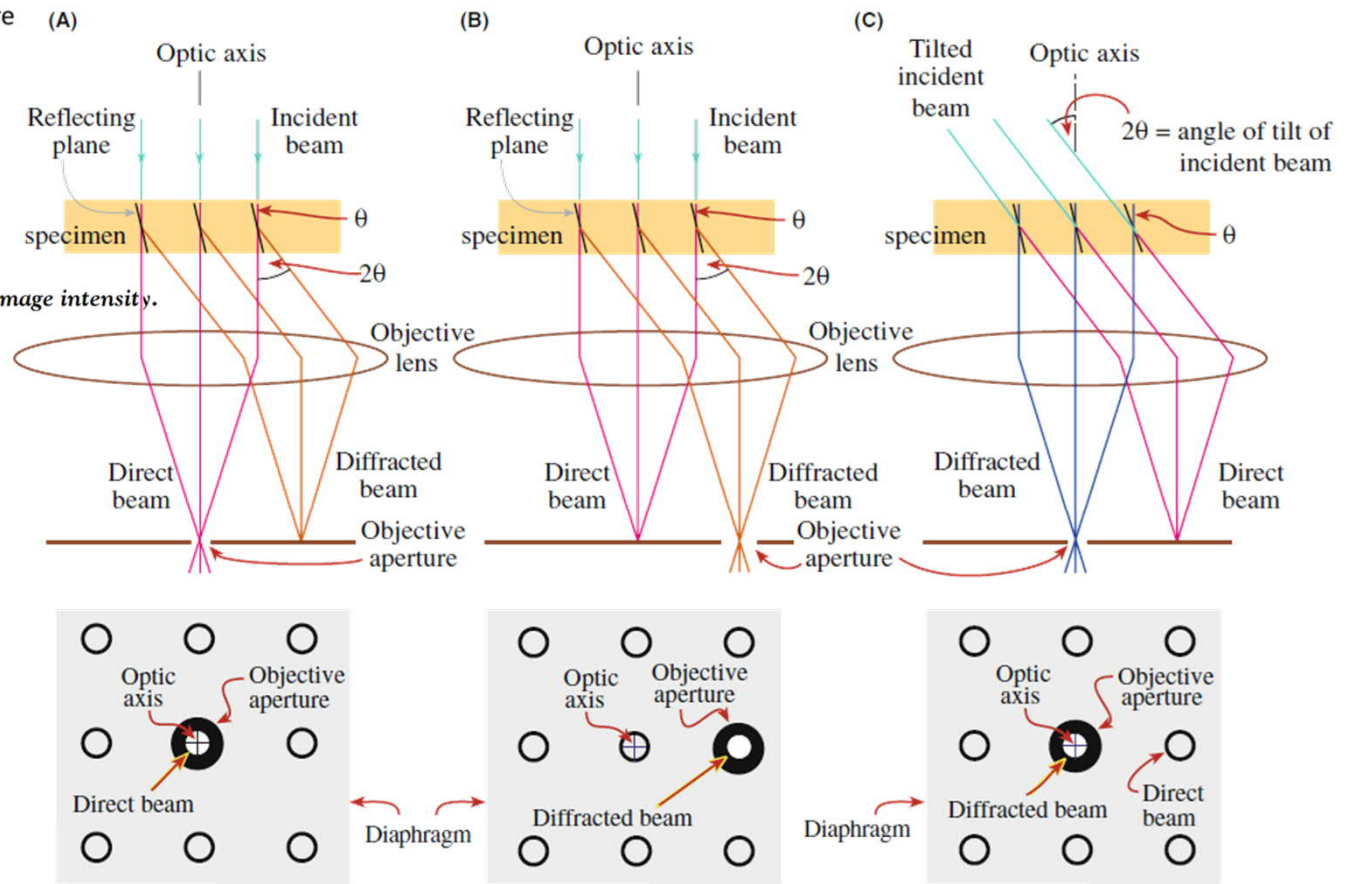 re
(A)
Optic axis
Reflecting
plane
Incident
beam
θ
specimen
2θ
mage intensity.
Objective
lens
Direct
beam
Diffracted
beam
Objective
aperture
(B)
Optic axis
Reflecting
plane
Incident
beam
θ
specimen
2θ
Objective
lens
Direct
beam
Diffracted
beam
Objective
aperture
(C)
Tilted
incident
beam
Optic axis
2θ = angle of tilt of
incident beam
specimen
θ
Diffracted
beam
Direct
beam
Optic
axis
Objective
aperture
Direct beam
Diaphragm
Optic
axis
Objective
aperture
Diffracted beam
Diaphragm
Optic
axis
Objective
aperture
Diffracted beam
Direct
beam